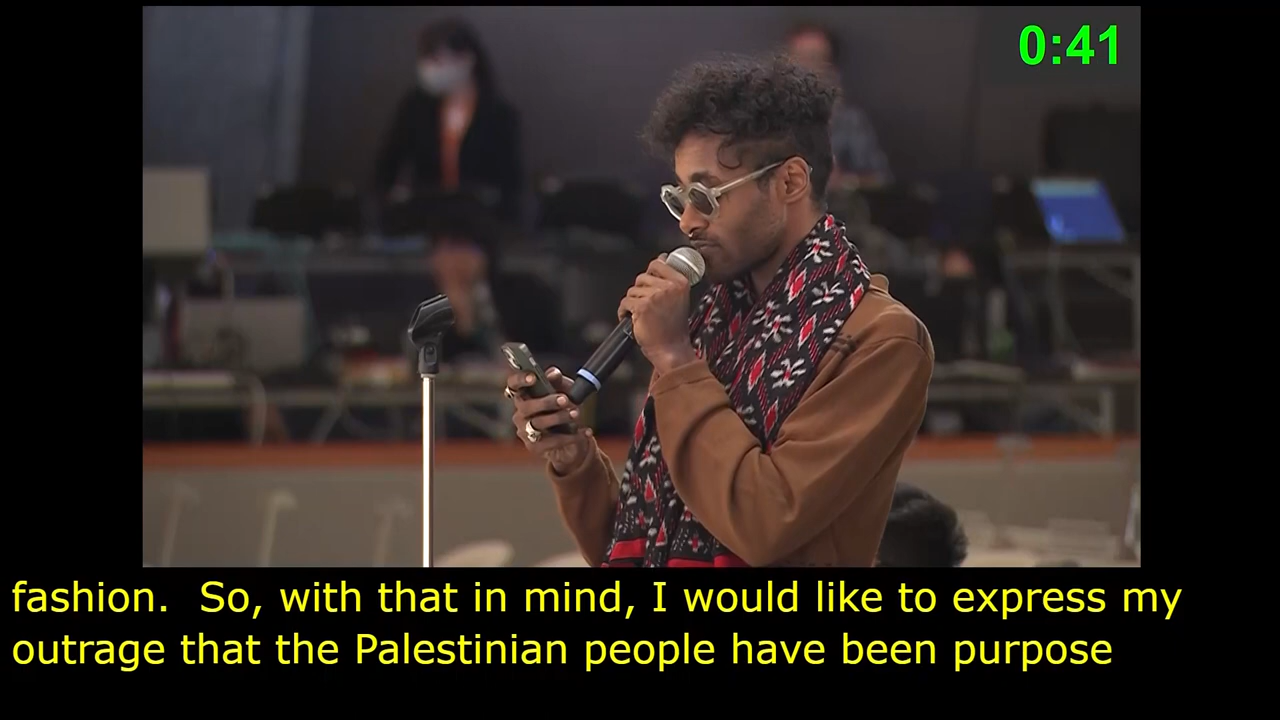 0:41
fashion.  So, with that in mind, I would like to express my
outrage that the Palestinian people have been purpose